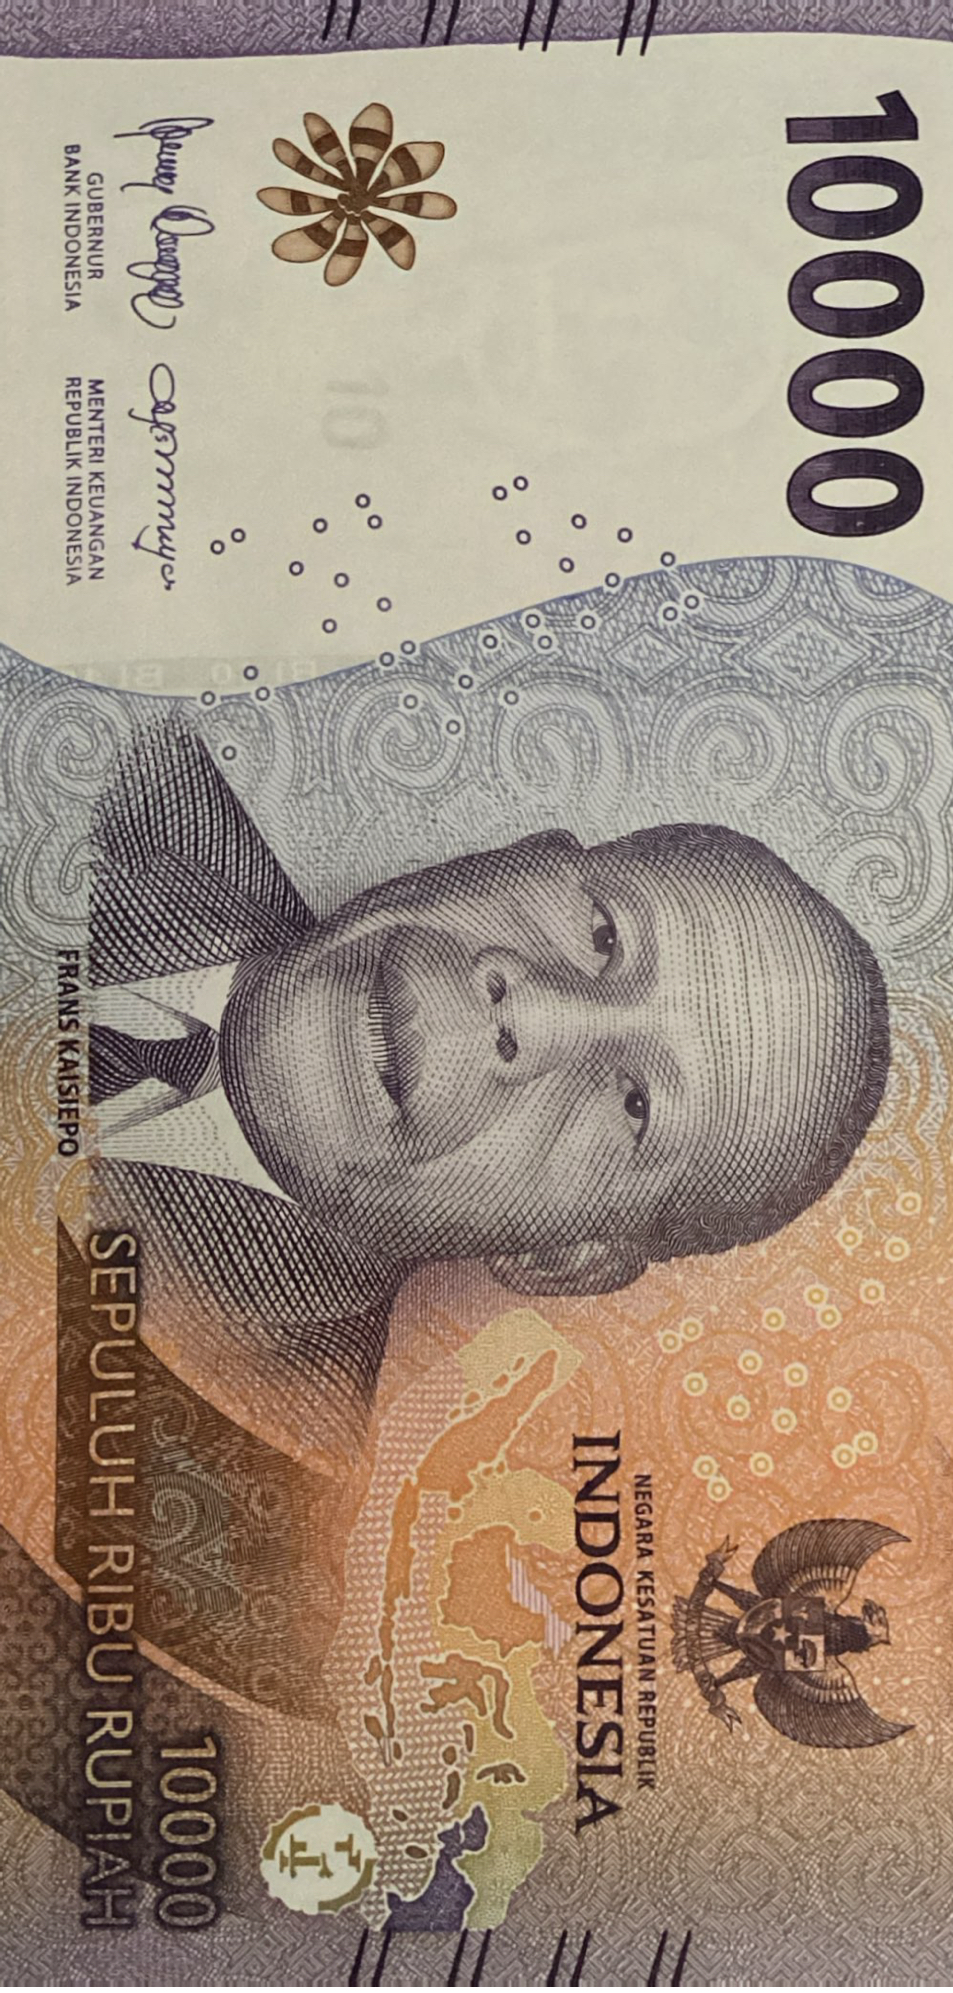 10000
GUBERNUR
BANK INDONESIA
MENTERI KEUANGAN
REPUBLIK INDONESIA
10
FRANS KAISIEPO
NEGARA KESATUAN REPUBLIK
INDONESIA
10000
SEPULUH RIBU RUPIAH